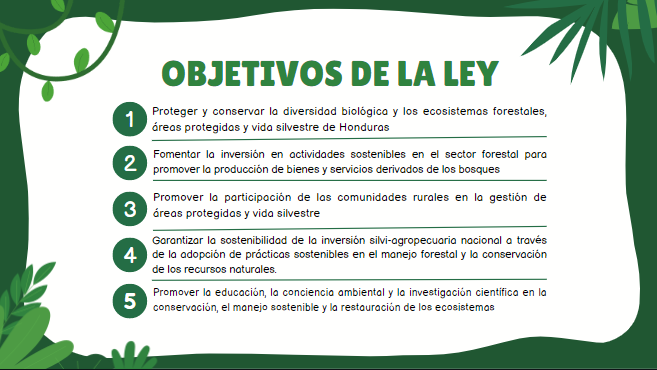 OBJETIVOS DE LA LEY
1
Proteger y conservar la diversidad biológica y los ecosistemas forestales,
áreas protegidas y vida silvestre de Honduras
2
Fomentar la inversión en actividades sostenibles en el sector forestal para
promover la producción de bienes y servicios derivados de los bosques
3
Promover la participación de las comunidades rurales en la gestión de
áreas protegidas y vida silvestre
4
Garantizar la sostenibilidad de la inversión silvi-agropecuaria nacional a través
de la adopción de prácticas sostenibles en el manejo forestal y la conservación
de los recursos naturales.
5
Promover la educación, la conciencia ambiental y la investigación científica en la
conservación, el manejo sostenible y la restauración de los ecosistemas